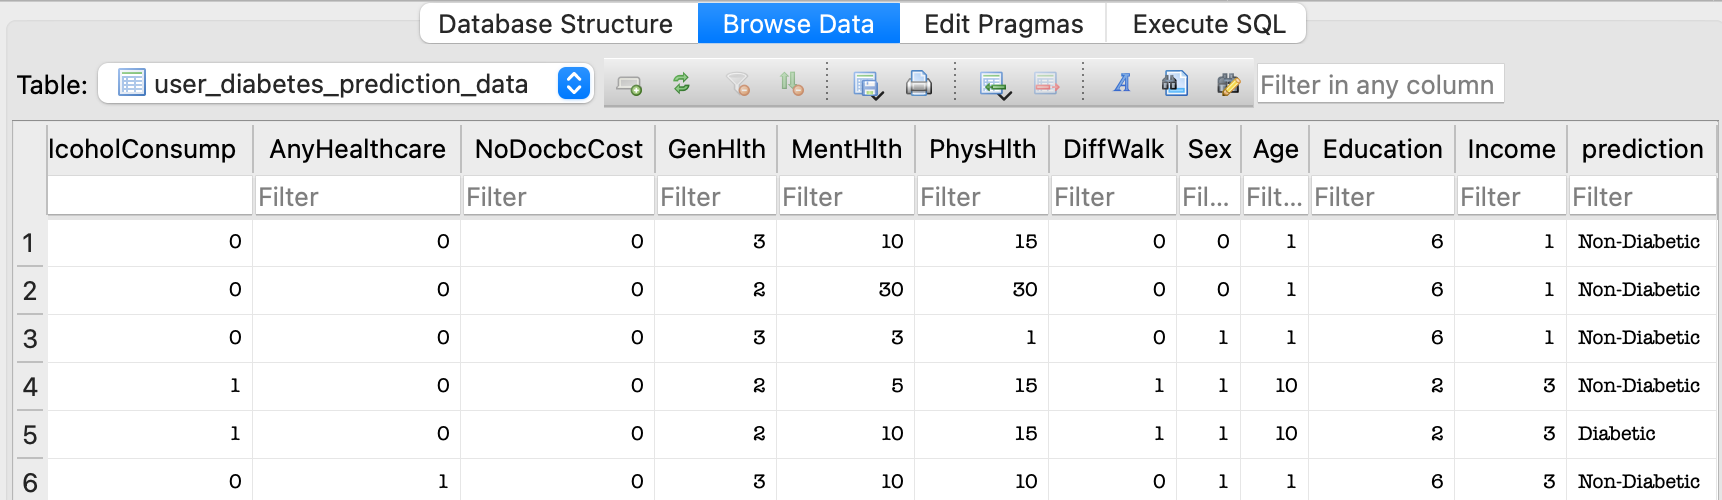 Database Structure Browse Data Edit Pragmas Execute SQL
Table: user_diabetes_prediction_data Filter in any column
lcoholConsump AnyHealthcare NoDocbcCost GenHlth MentHlth PhysHlth DiffWalk Sex Age Education Income prediction
Filter Filter Filter Filter Filter Filter Fil... Filt... Filter Filter Filter
1 0 0 0 3 10 15 0 0 1 6 1 Non-Diabetic
2 0 0 0 2 30 30 0 0 1 6 1 Non-Diabetic
3 0 0 0 3 3 1 0 1 1 6 1 Non-Diabetic
4 1 0 0 2 5 15 1 1 10 2 3 Non-Diabetic
5 1 0 0 2 10 15 1 1 10 2 3 Diabetic
6 0 1 0 3 10 10 0 1 1 6 3 Non-Diabetic